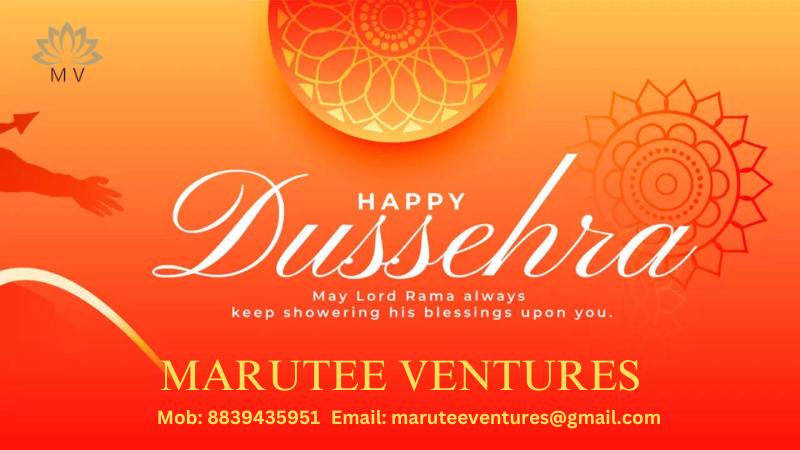 M V
HAPPY
Dussehra
May Lord Rama always
keep showering his blessings upon you.
MARUTEE VENTURES
Mob: 8839435951 Email: maruteeventures@gmail.com